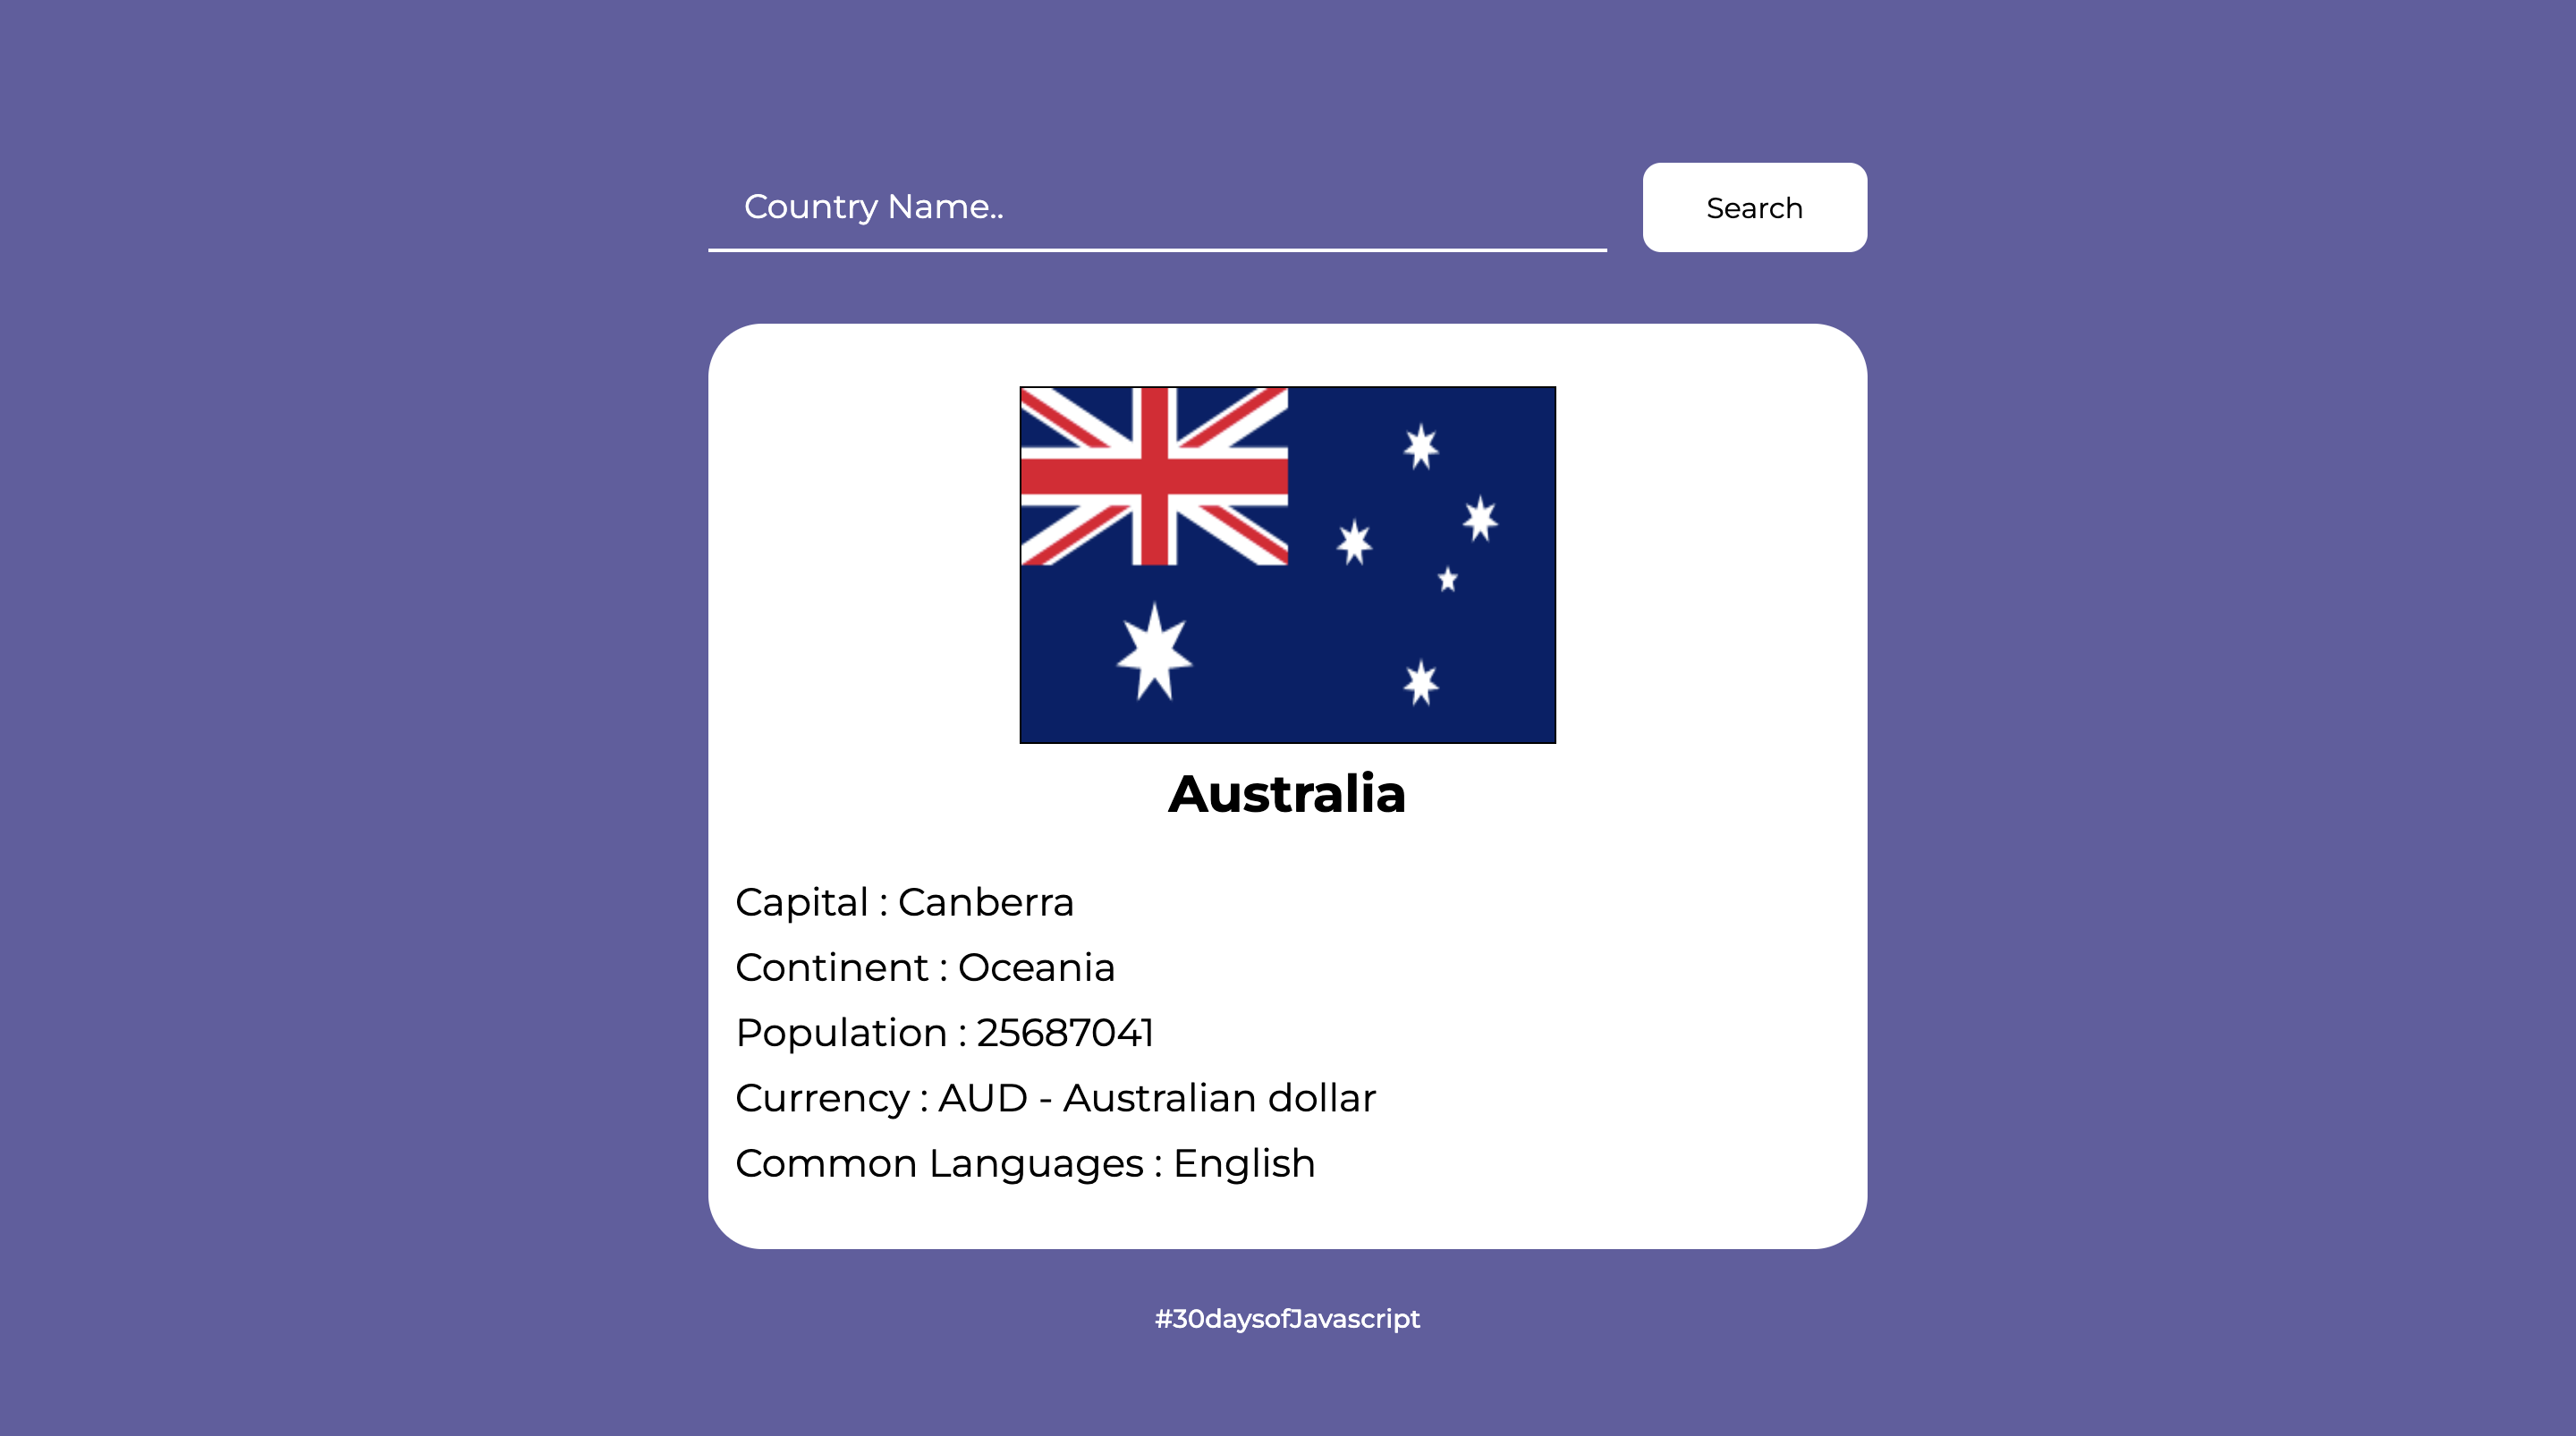 Country Name..
Search
Australia
Capital : Canberra
Continent : Oceania
Population : 25687041
Currency : AUD - Australian dollar
Common Languages : English
#30daysofJavascript